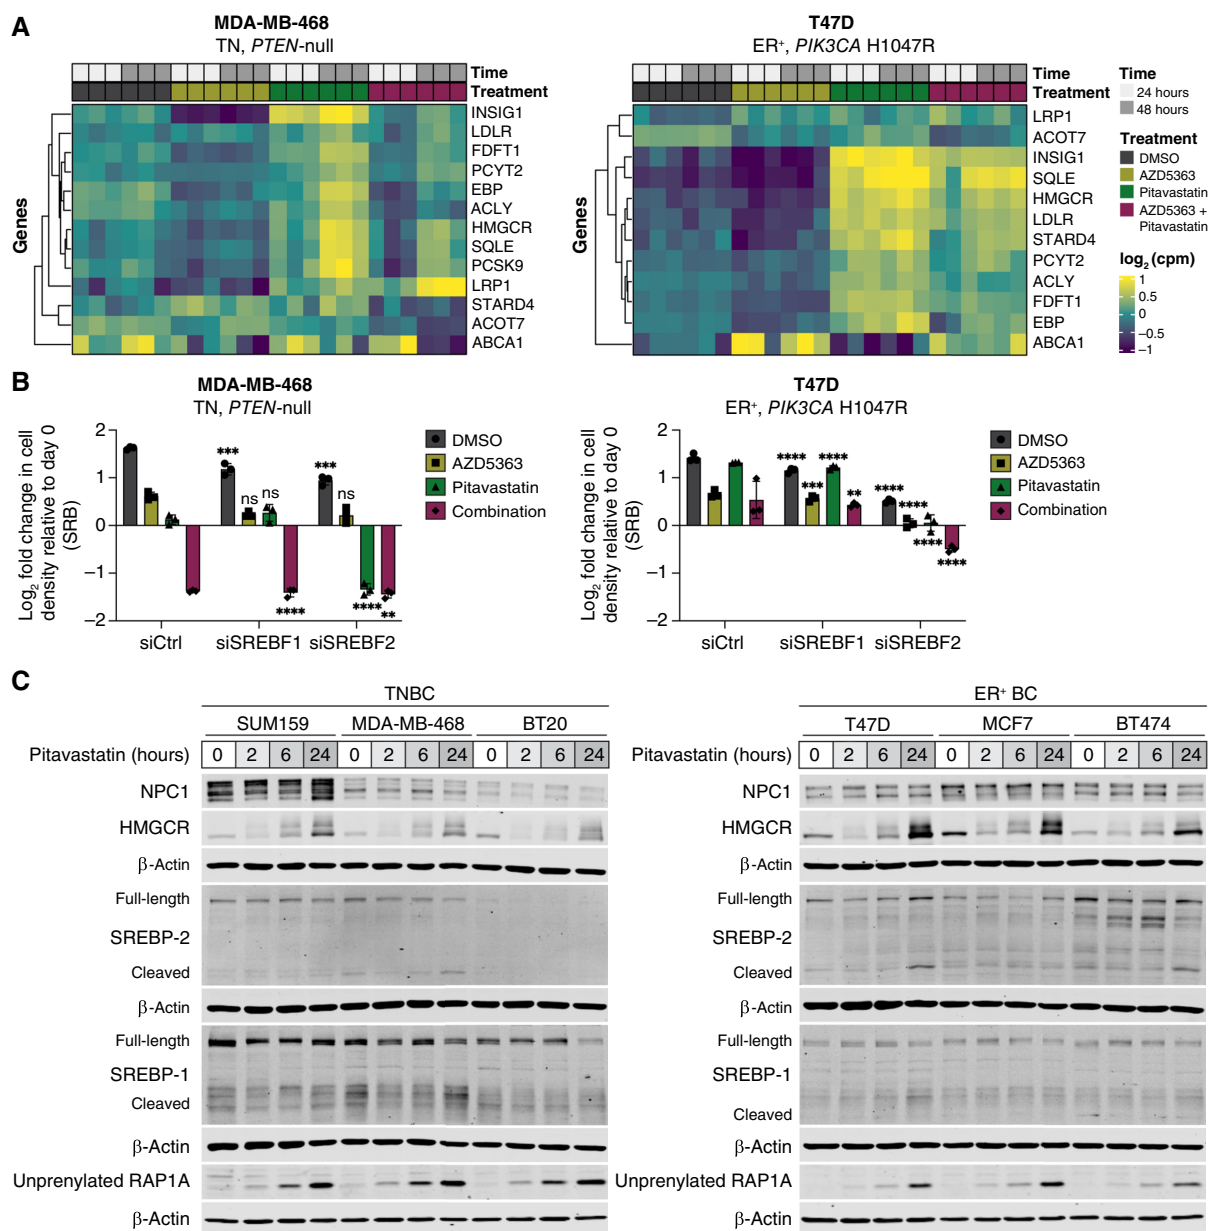 A
MDA-MB-468
TN, PTEN-null
Time
Treatment
INSIG1
LDLR
FDFT1
PCYT2
EBP
ACLY
HMGCR
SQLE
PCSK9
LRP1
STARD4
ACOT7
ABCA1
Genes
T47D
ER⁺, PIK3CA H1047R
Time
Treatment
LRP1
ACOT7
INSIG1
SQLE
HMGCR
LDLR
STARD4
PCYT2
ACLY
FDFT1
EBP
ABCA1
Genes
Time
24 hours
48 hours
Treatment
DMSO
AZD5363
Pitavastatin
AZD5363 +
Pitavastatin
log₂ (cpm)
1
0.5
0
−0.5
−1
B
MDA-MB-468
TN, PTEN-null
Log₂ fold change in cell
density relative to day 0
(SRB)
2
1
0
−1
−2
*** ns ns ****
*** ns **** **
siCtrl siSREBF1 siSREBF2
DMSO
AZD5363
Pitavastatin
Combination
T47D
ER⁺, PIK3CA H1047R
Log₂ fold change in cell
density relative to day 0
(SRB)
2
1
0
−1
−2
**** *** **** **
**** **** **** ****
siCtrl siSREBF1 siSREBF2
DMSO
AZD5363
Pitavastatin
Combination
C
TNBC
SUM159 MDA-MB-468 BT20
Pitavastatin (hours) 0 2 6 24 0 2 6 24 0 2 6 24
NPC1
HMGCR
β-Actin
Full-length
SREBP-2
Cleaved
β-Actin
Full-length
SREBP-1
Cleaved
β-Actin
Unprenylated RAP1A
β-Actin
ER⁺ BC
T47D MCF7 BT474
Pitavastatin (hours) 0 2 6 24 0 2 6 24 0 2 6 24
NPC1
HMGCR
β-Actin
Full-length
SREBP-2
Cleaved
β-Actin
Full-length
SREBP-1
Cleaved
β-Actin
Unprenylated RAP1A
β-Actin